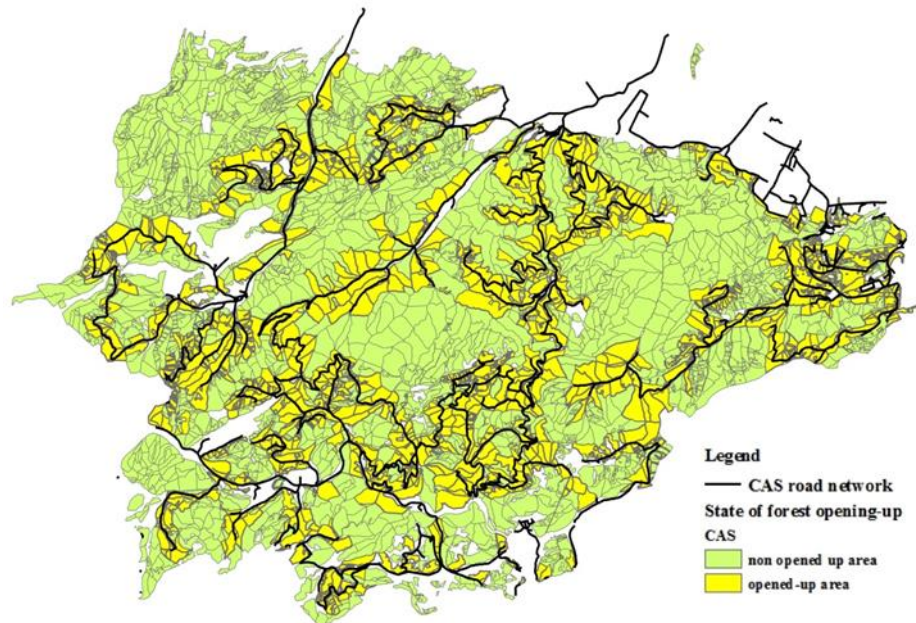 Legend
CAS road network
State of forest opening-up
CAS
non opened up area
opened-up area